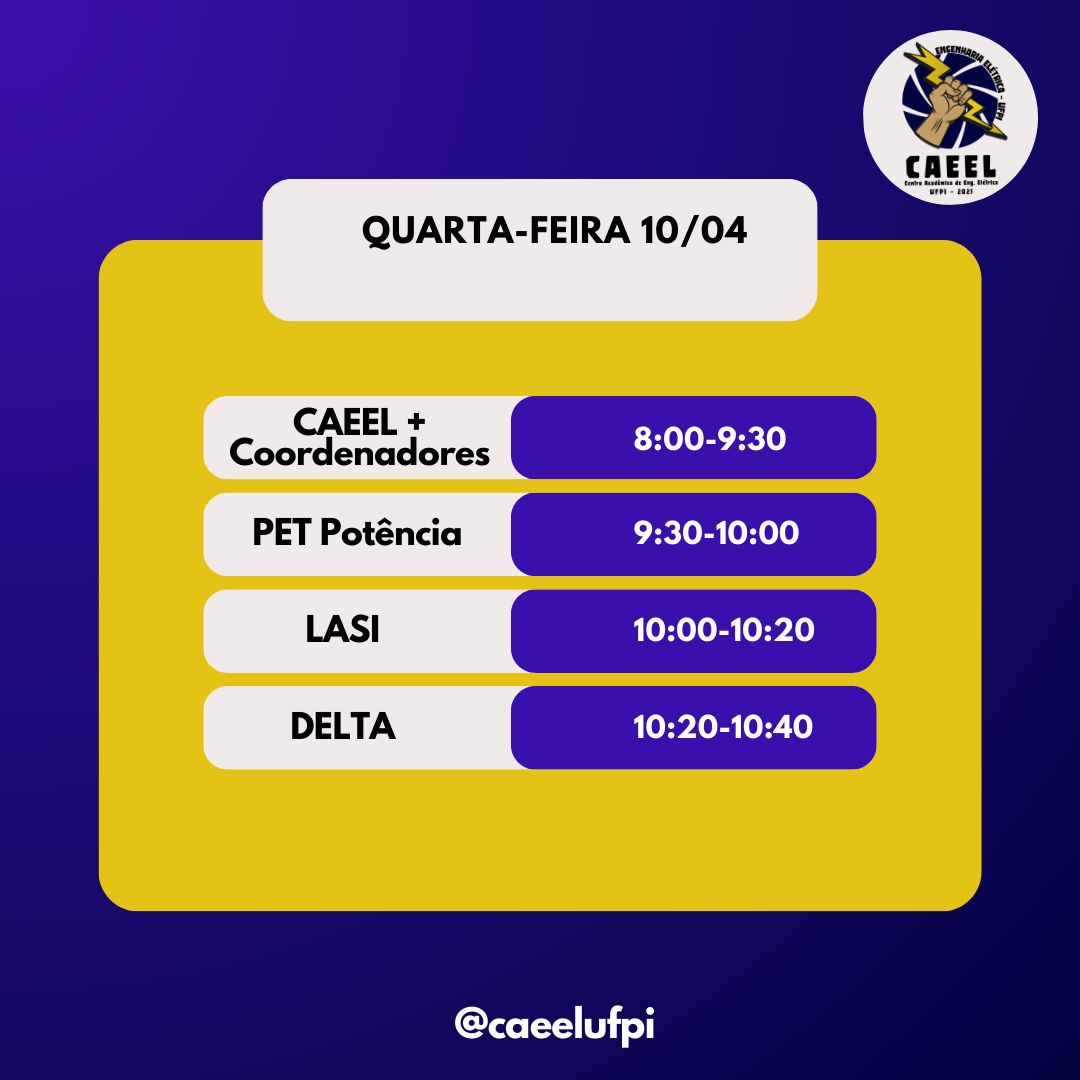 ENGENHARIA ELÉTRICA - UFPI
CAEEL
Centro Acadêmico de Eng. Elétrica
UFPI - 2021
QUARTA-FEIRA 10/04
CAEEL +
Coordenadores
8:00-9:30
PET Potência
9:30-10:00
LASI
10:00-10:20
DELTA
10:20-10:40
@caeelufpi